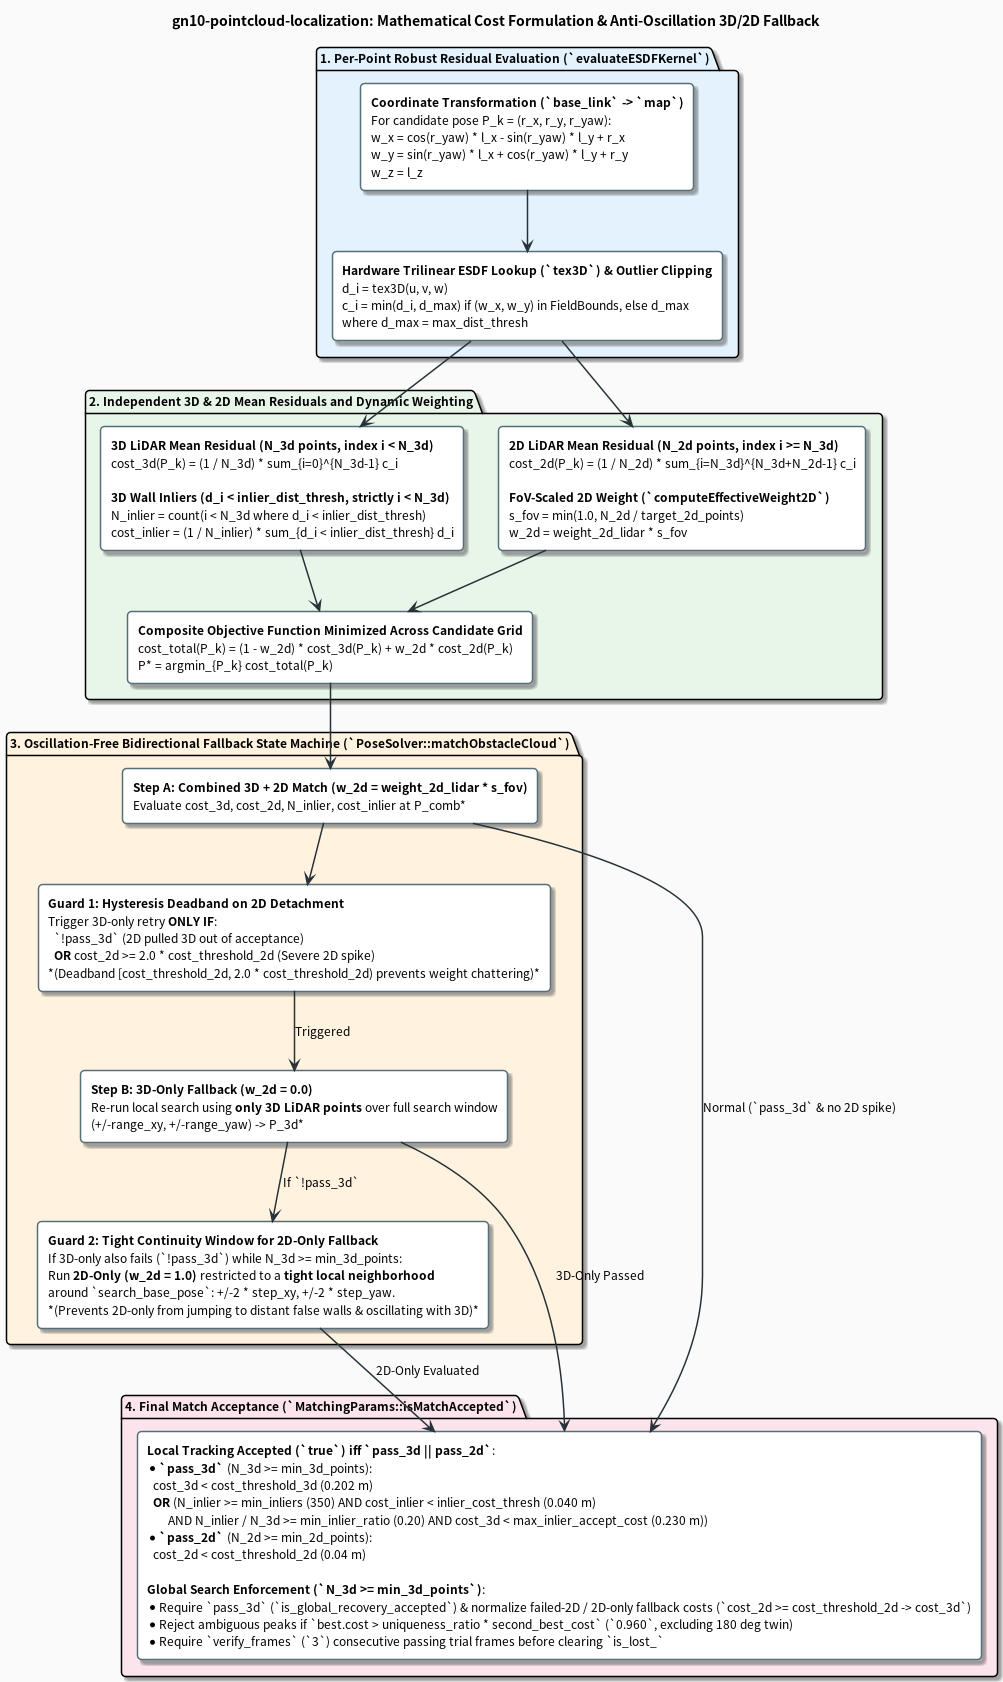 gn10-pointcloud-localization: Mathematical Cost Formulation & Anti-Oscillation 3D/2D Fallback
1. Per-Point Robust Residual Evaluation (`evaluateESDFKernel`)
Coordinate Transformation (`base_link` -> `map`)
For candidate pose P_k = (r_x, r_y, r_yaw):
w_x = cos(r_yaw) * l_x - sin(r_yaw) * l_y + r_x
w_y = sin(r_yaw) * l_x + cos(r_yaw) * l_y + r_y
w_z = l_z
Hardware Trilinear ESDF Lookup (`tex3D`) & Outlier Clipping
d_i = tex3D(u, v, w)
c_i = min(d_i, d_max) if (w_x, w_y) in FieldBounds, else d_max
where d_max = max_dist_thresh
2. Independent 3D & 2D Mean Residuals and Dynamic Weighting
3D LiDAR Mean Residual (N_3d points, index i < N_3d)
cost_3d(P_k) = (1 / N_3d) * sum_{i=0}^{N_3d-1} c_i
3D Wall Inliers (d_i < inlier_dist_thresh, strictly i < N_3d)
N_inlier = count(i < N_3d where d_i < inlier_dist_thresh)
cost_inlier = (1 / N_inlier) * sum_{d_i < inlier_dist_thresh} d_i
2D LiDAR Mean Residual (N_2d points, index i >= N_3d)
cost_2d(P_k) = (1 / N_2d) * sum_{i=N_3d}^{N_3d+N_2d-1} c_i
FoV-Scaled 2D Weight (`computeEffectiveWeight2D`)
s_fov = min(1.0, N_2d / target_2d_points)
w_2d = weight_2d_lidar * s_fov
Composite Objective Function Minimized Across Candidate Grid
cost_total(P_k) = (1 - w_2d) * cost_3d(P_k) + w_2d * cost_2d(P_k)
P* = argmin_{P_k} cost_total(P_k)
3. Oscillation-Free Bidirectional Fallback State Machine (`PoseSolver::matchObstacleCloud`)
Step A: Combined 3D + 2D Match (w_2d = weight_2d_lidar * s_fov)
Evaluate cost_3d, cost_2d, N_inlier, cost_inlier at P_comb*
Guard 1: Hysteresis Deadband on 2D Detachment
Trigger 3D-only retry ONLY IF:
`!pass_3d` (2D pulled 3D out of acceptance)
OR cost_2d >= 2.0 * cost_threshold_2d (Severe 2D spike)
*(Deadband [cost_threshold_2d, 2.0 * cost_threshold_2d) prevents weight chattering)*
Triggered
Step B: 3D-Only Fallback (w_2d = 0.0)
Re-run local search using only 3D LiDAR points over full search window
(+/-range_xy, +/-range_yaw) -> P_3d*
Normal (`pass_3d` & no 2D spike)
If `!pass_3d`
Guard 2: Tight Continuity Window for 2D-Only Fallback
If 3D-only also fails (`!pass_3d`) while N_3d >= min_3d_points:
Run 2D-Only (w_2d = 1.0) restricted to a tight local neighborhood
around `search_base_pose`: +/-2 * step_xy, +/-2 * step_yaw.
*(Prevents 2D-only from jumping to distant false walls & oscillating with 3D)*
3D-Only Passed
2D-Only Evaluated
4. Final Match Acceptance (`MatchingParams::isMatchAccepted`)
Local Tracking Accepted (`true`) iff `pass_3d || pass_2d`:
• `pass_3d` (N_3d >= min_3d_points):
cost_3d < cost_threshold_3d (0.202 m)
OR (N_inlier >= min_inliers (350) AND cost_inlier < inlier_cost_thresh (0.040 m)
AND N_inlier / N_3d >= min_inlier_ratio (0.20) AND cost_3d < max_inlier_accept_cost (0.230 m))
• `pass_2d` (N_2d >= min_2d_points):
cost_2d < cost_threshold_2d (0.04 m)
Global Search Enforcement (`N_3d >= min_3d_points`):
• Require `pass_3d` (`is_global_recovery_accepted`) & normalize failed-2D / 2D-only fallback costs (`cost_2d >= cost_threshold_2d -> cost_3d`)
• Reject ambiguous peaks if `best.cost > uniqueness_ratio * second_best_cost` (`0.960`, excluding 180 deg twin)
• Require `verify_frames` (`3`) consecutive passing trial frames before clearing `is_lost_`